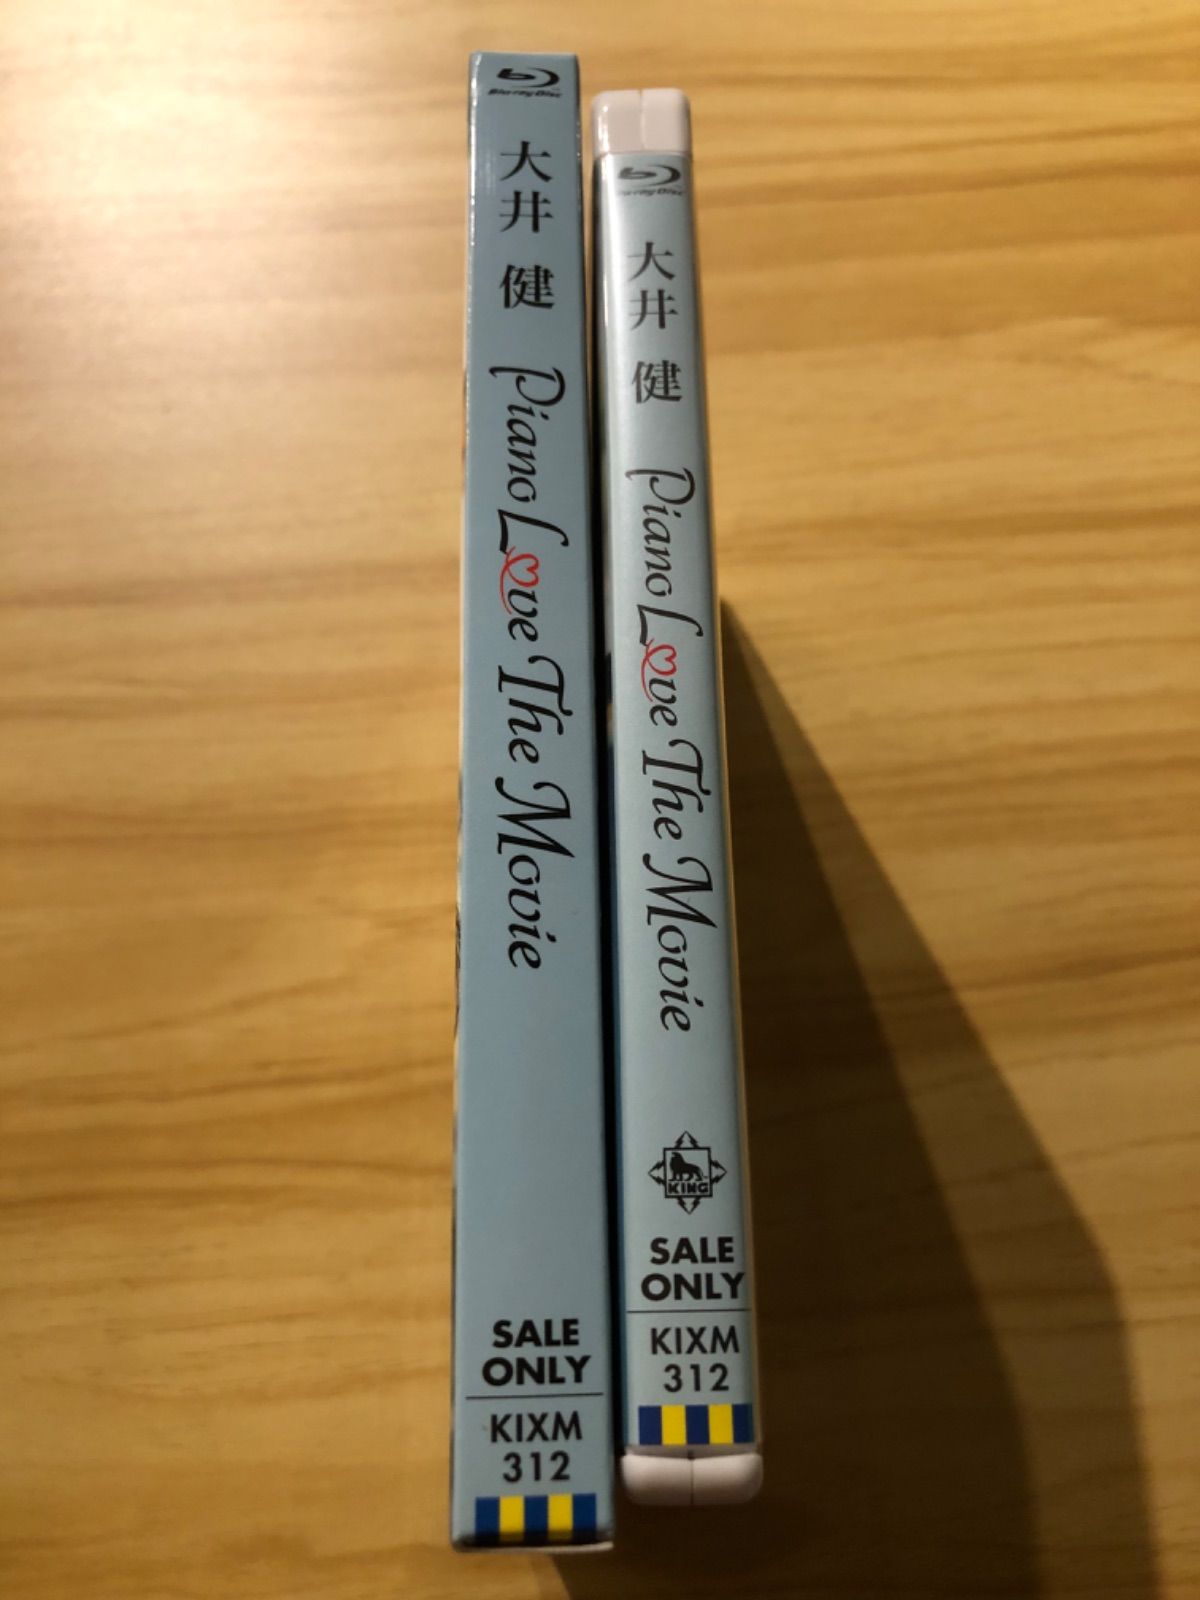 Blu-ray Disc
大井 健
Piano Love The Movie
SALE
ONLY
KIXM
312
Blu-ray Disc
大井 健
Piano Love The Movie
KING
SALE
ONLY
KIXM
312